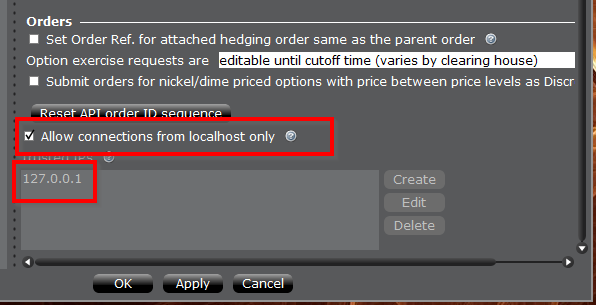 Orders
Set Order Ref. for attached hedging order same as the parent order
Option exercise requests are editable until cutoff time (varies by clearing house)
Submit orders for nickel/dime priced options with price between price levels as Discr
Reset API order ID sequence
Allow connections from localhost only
Trusted IPs
127.0.0.1
Create
Edit
Delete
OK Apply Cancel